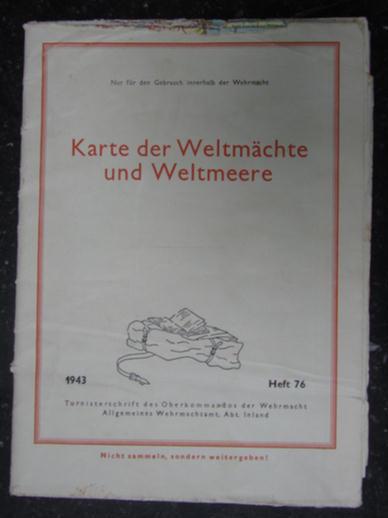 Nur für den Gebrauch innerhalb der Wehrmacht
Karte der Weltmächte
und Weltmeere
1943
Heft 76
Tornisterschrift des Oberkommandos der Wehrmacht
Allgemeines Wehrmachtsamt, Abt. Inland
Nicht sammeln, sondern weitergeben!